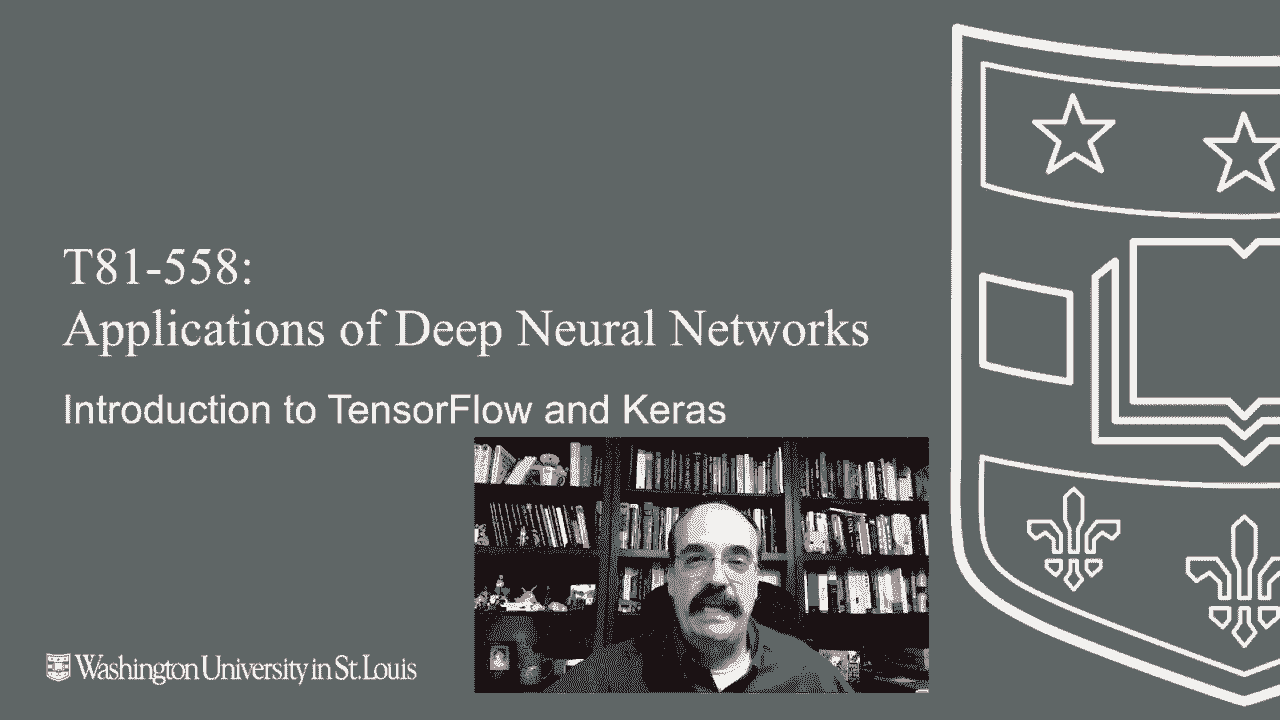 T81-558:
Applications of Deep Neural Networks
Introduction to TensorFlow and Keras
Washington University in St. Louis